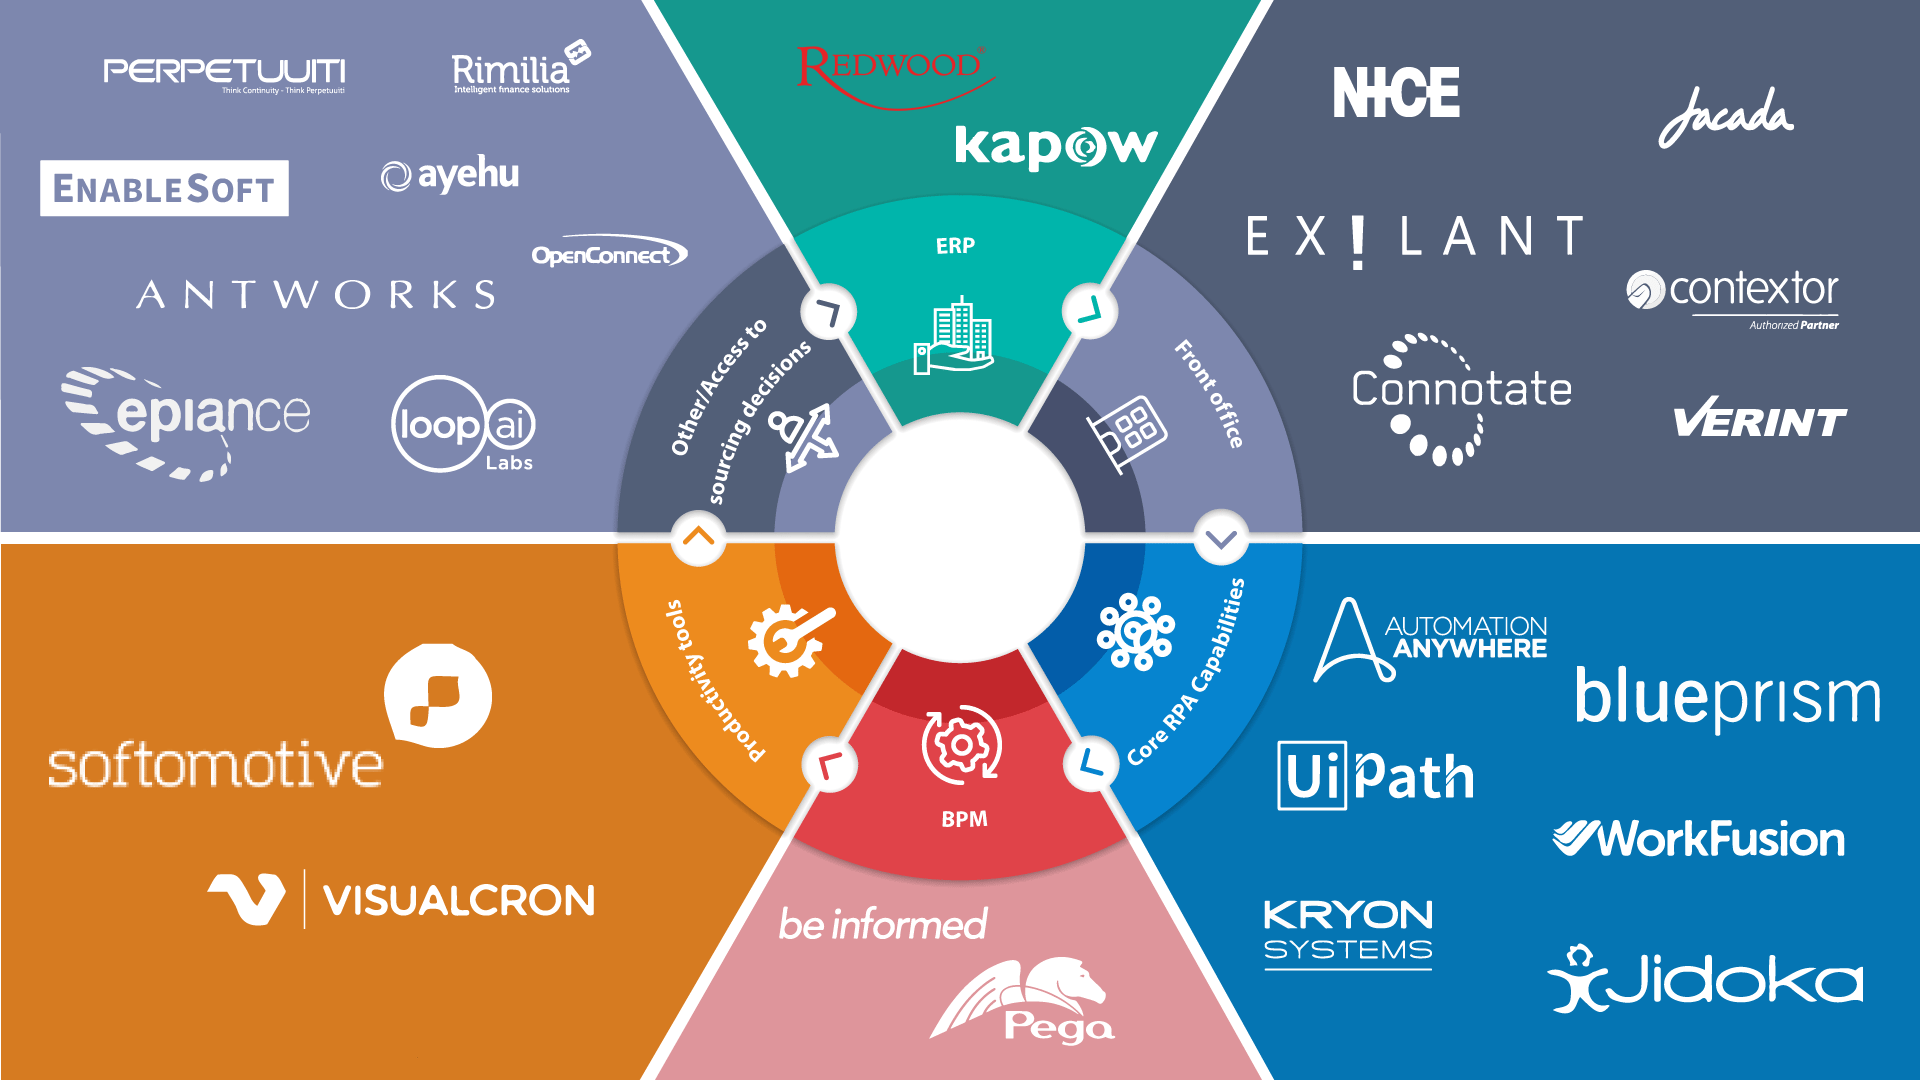 PERPETUUITI
Think Continuity - Think Perpetuuiti
Rimilia
Intelligent finance solutions
ENABLESOFT
ayehu
OpenConnect
ANTWORKS
epiance
loop ai
Labs
REDWOOD
kapow
NICE
Jacada
EX!LANT
contextor
Authorized Partner
Connotate
VERINT
ERP
Front office
Core RPA Capabilities
BPM
Productivity tools
Other/Access to
sourcing decisions
softomotive
VISUALCRON
be informed
Pega
AUTOMATION
ANYWHERE
blueprism
UiPath
WorkFusion
KRYON
SYSTEMS
Jidoka